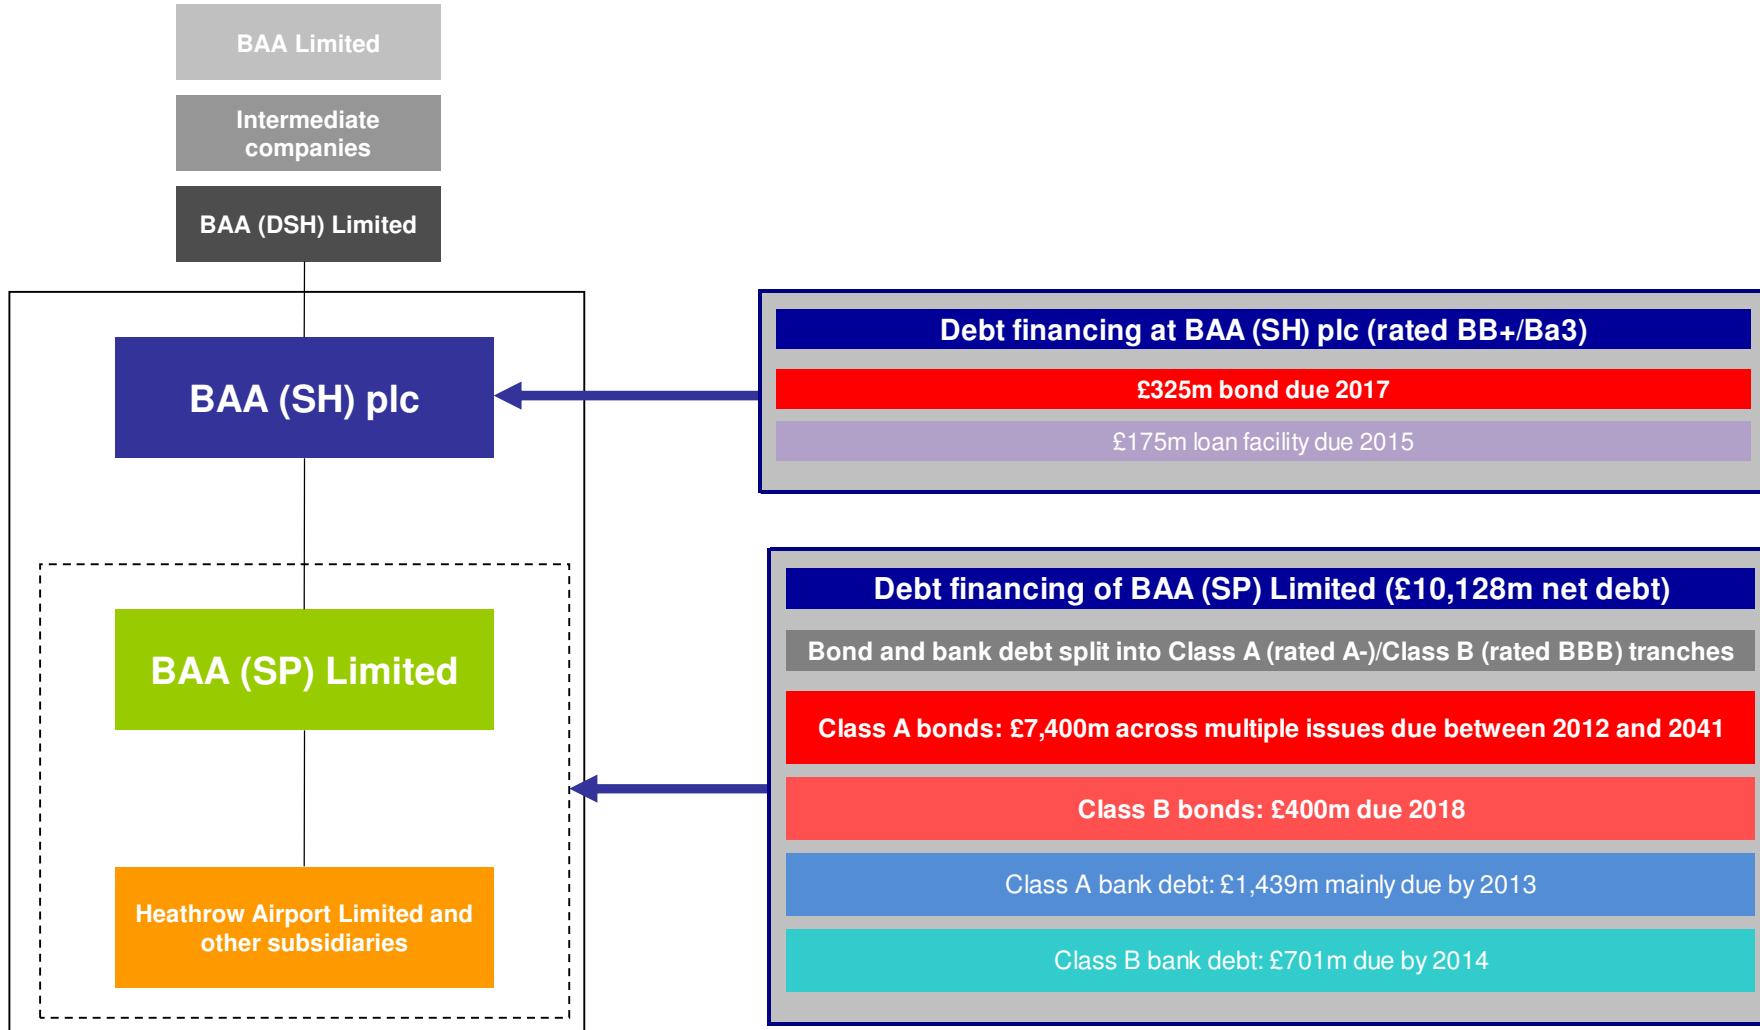 BAA Limited
Intermediate
companies
BAA (DSH) Limited
BAA (SH) plc
BAA (SP) Limited
Heathrow Airport Limited and
other subsidiaries
Debt financing at BAA (SH) plc (rated BB+/Ba3)
£325m bond due 2017
£175m loan facility due 2015
Debt financing of BAA (SP) Limited (£10,128m net debt)
Bond and bank debt split into Class A (rated A-)/Class B (rated BBB) tranches
Class A bonds: £7,400m across multiple issues due between 2012 and 2041
Class B bonds: £400m due 2018
Class A bank debt: £1,439m mainly due by 2013
Class B bank debt: £701m due by 2014